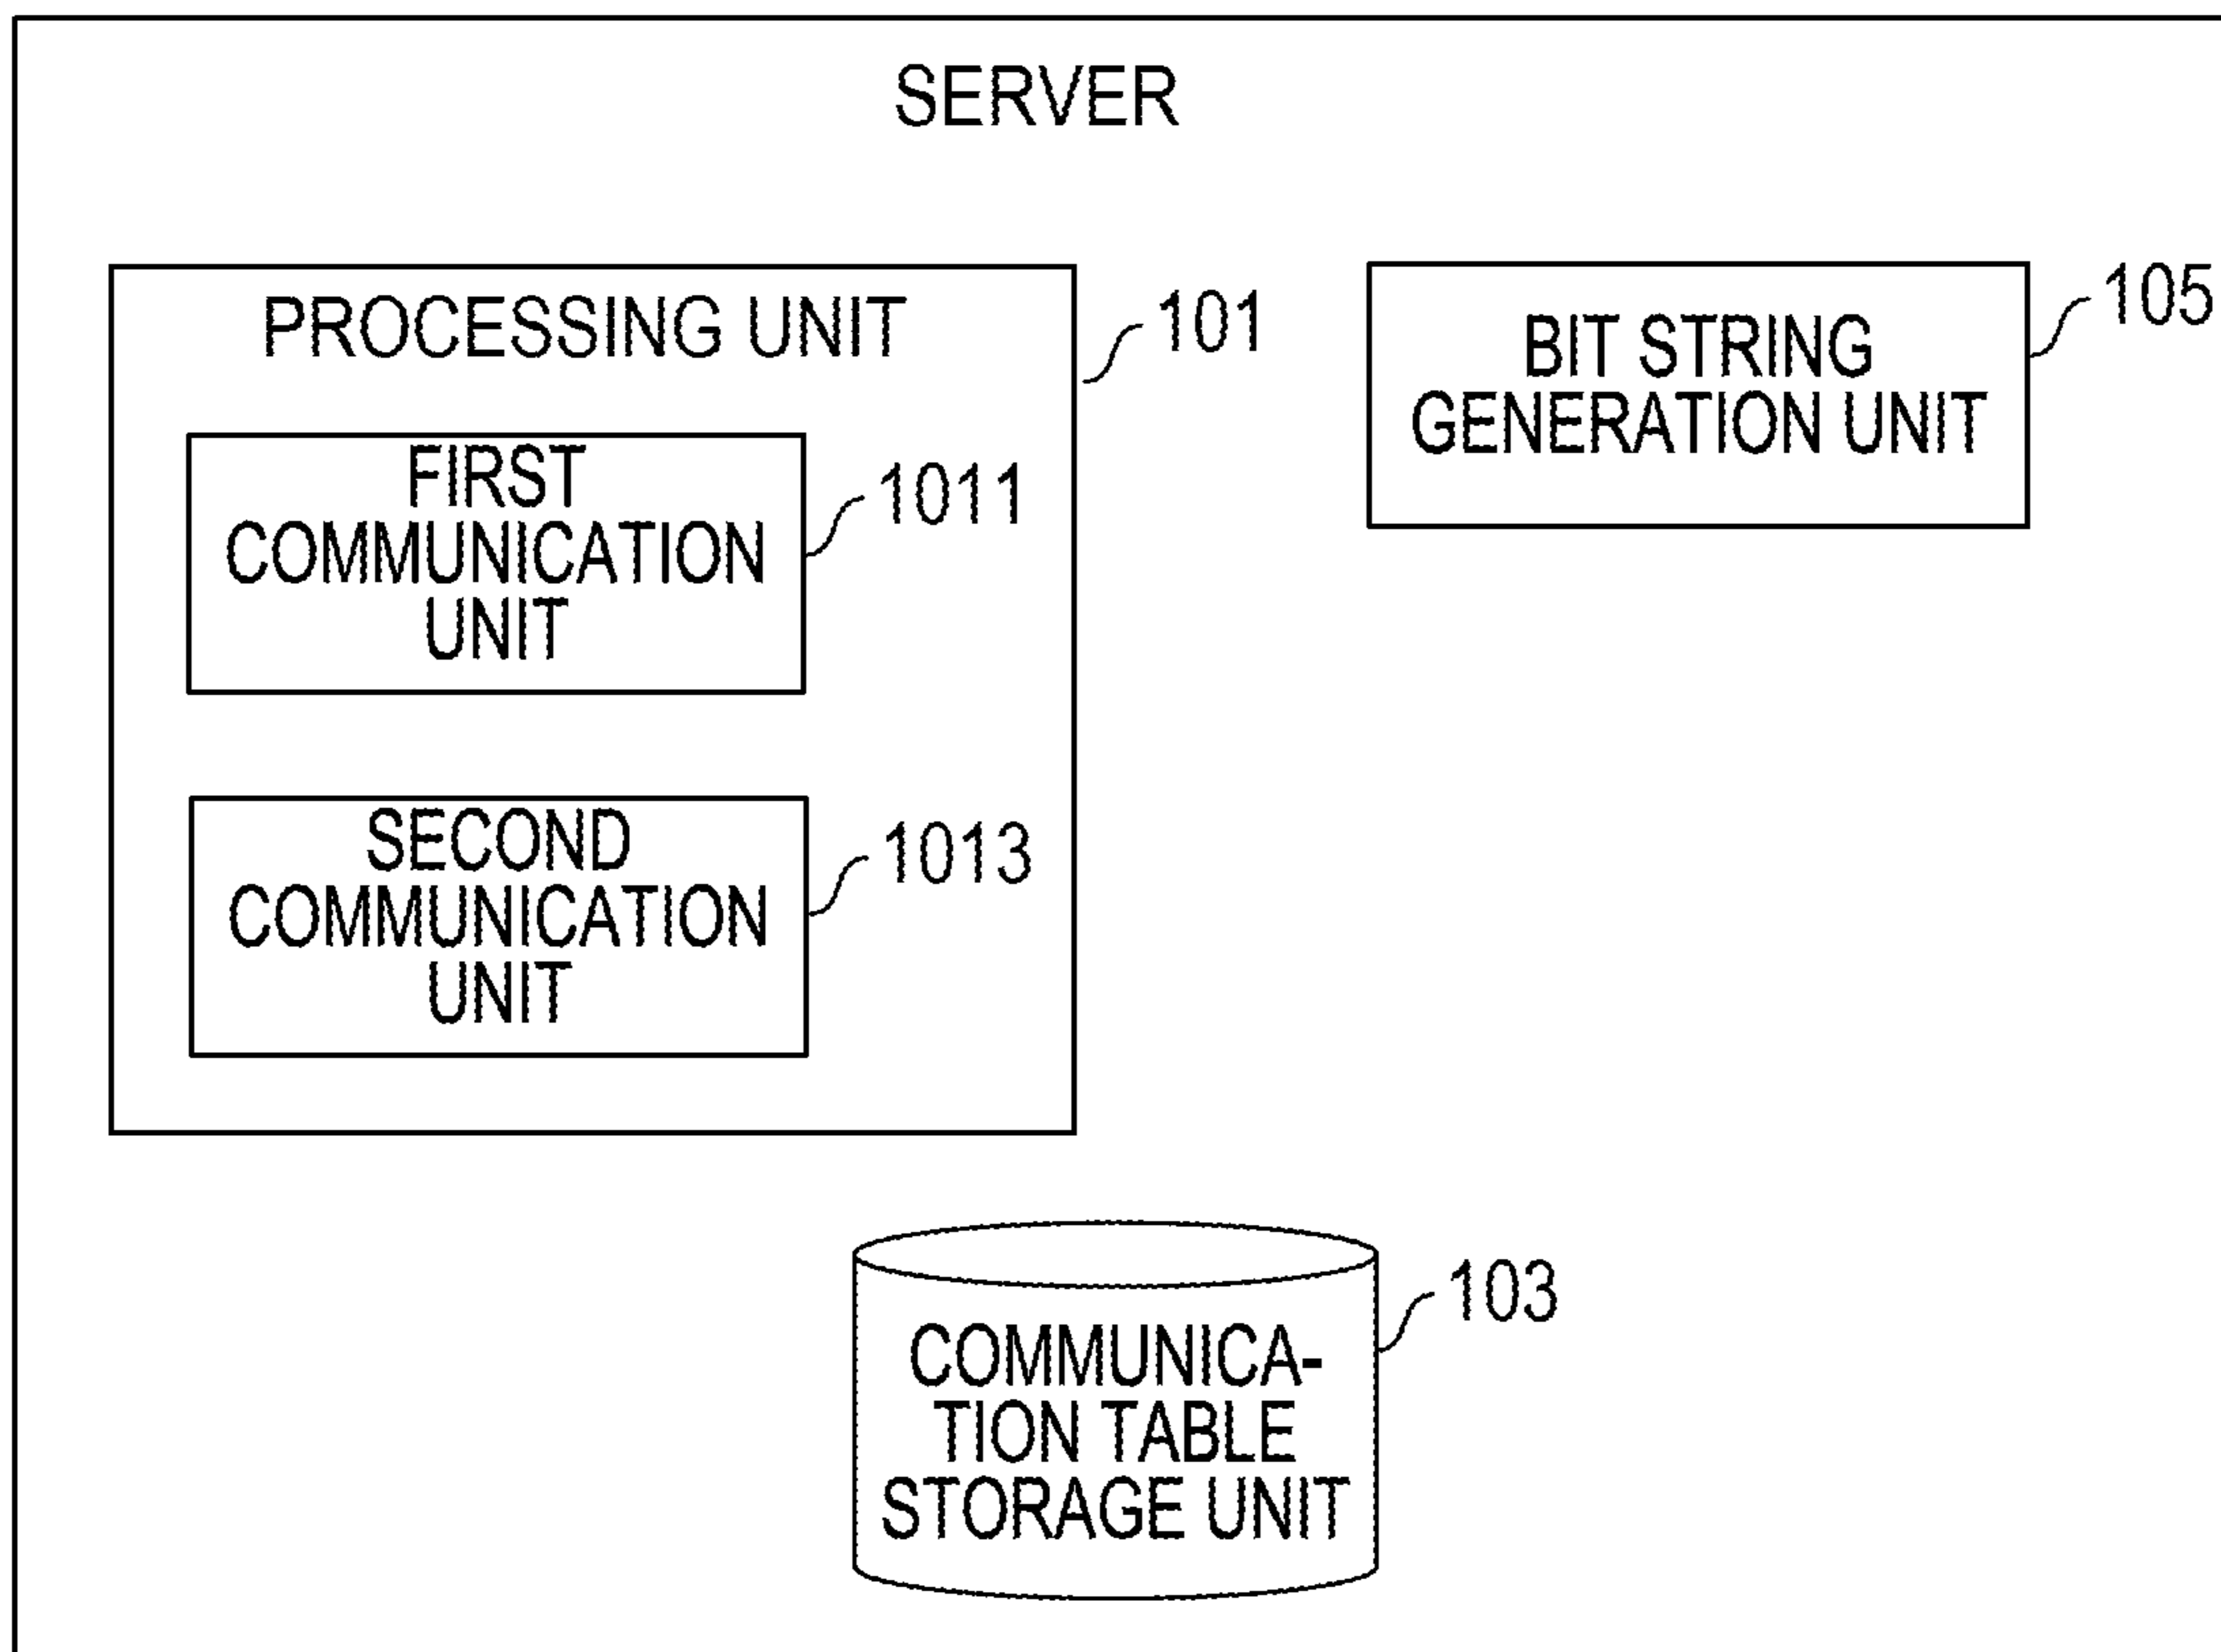 SERVER
PROCESSING UNIT
101
FIRST
COMMUNICATION
UNIT
1011
SECOND
COMMUNICATION
UNIT
1013
BIT STRING
GENERATION UNIT
105
COMMUNICA-
TION TABLE
STORAGE UNIT
103